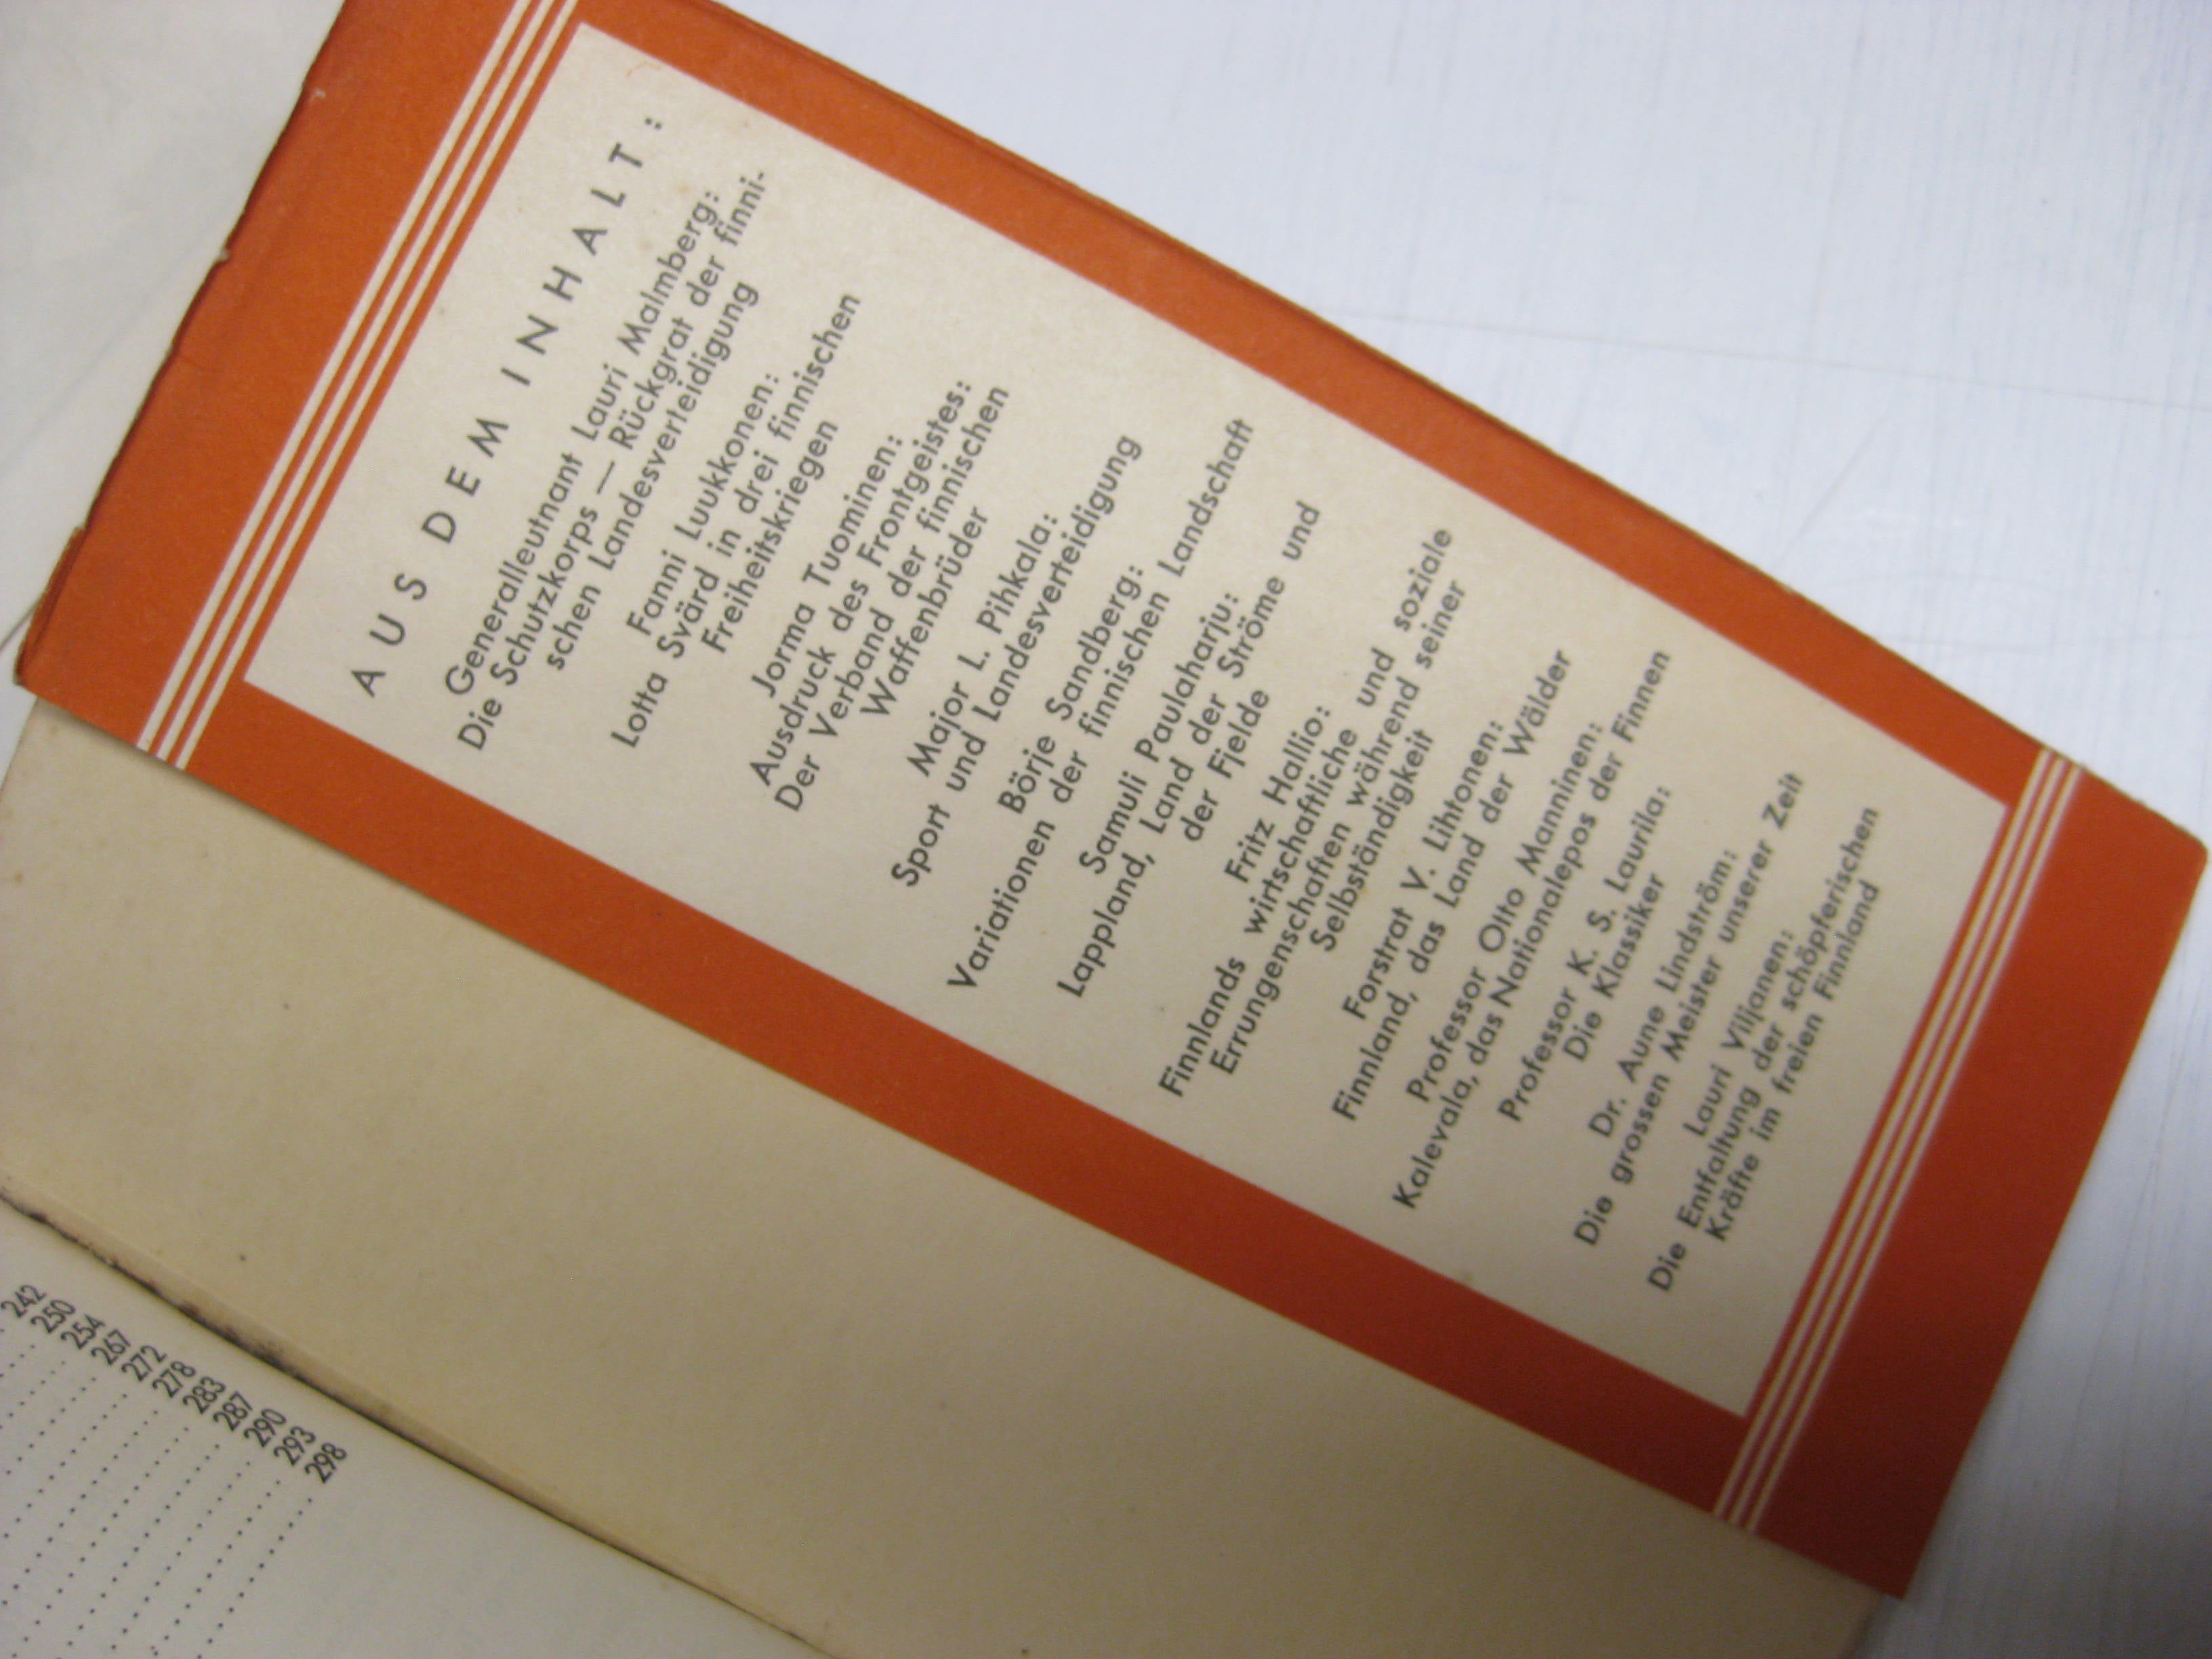 AUS DEM INHALT:
Generalleutnant Lauri Malmberg:
Die Schutzkorps — Rückgrat der finni-
schen Landesverteidigung
Fanni Luukkonen:
Lotta Svärd in drei finnischen
Freiheitskriegen
Jorma Tuominen:
Ausdruck des Frontgeistes:
Der Verband der finnischen
Waffenbrüder
Major L. Pihkala:
Sport und Landesverteidigung
Börje Sandberg:
Variationen der finnischen Landschaft
Samuli Paulaharju:
Lappland, Land der Ströme und
der Fjelde
Fritz Hallio:
Finnlands wirtschaftliche und soziale
Errungenschaften während seiner
Selbständigkeit
Forstrat V. Lihtonen:
Finnland, das Land der Wälder
Professor Otto Manninen:
Kalevala, das Nationalepos der Finnen
Professor K. S. Laurila:
Die Klassiker
Dr. Aune Lindström:
Die grossen Meister unserer Zeit
Lauri Viljanen:
Die Entfaltung der schöpferischen
Kräfte im freien Finnland
242
250
254
267
272
278
283
287
290
293
298